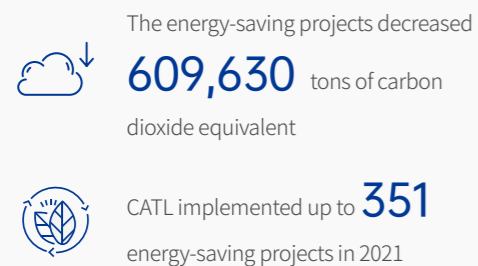 The energy-saving projects decreased
609,630 tons of carbon
dioxide equivalent
CATL implemented up to 351
energy-saving projects in 2021